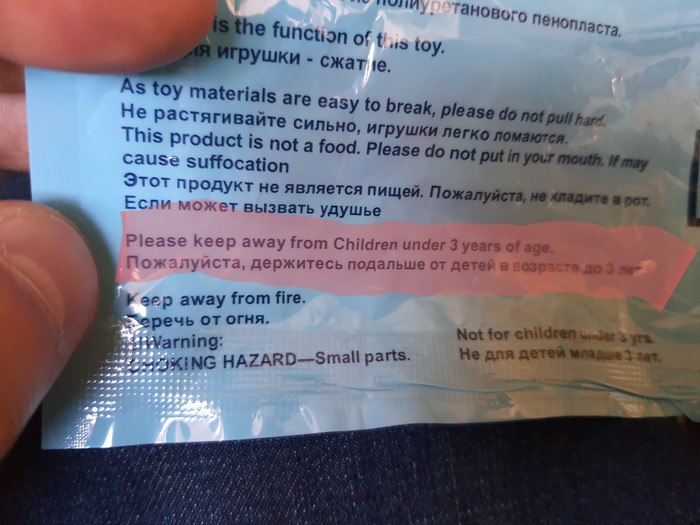 полиуретанового пенопласта.
is the function of this toy.
игрушки - сжатие.
As toy materials are easy to break, please do not pull hard.
Не растягивайте сильно, игрушки легко ломаются.
This product is not a food. Please do not put in your mouth. If may
cause suffocation
Этот продукт не является пищей. Пожалуйста, не кладите в рот.
Если может вызвать удушье
Please keep away from Children under 3 years of age.
Пожалуйста, держитесь подальше от детей в возрасте до 3 лет
Keep away from fire.
Беречь от огня.
Warning: Not for children under 3 yrs.
CHOKING HAZARD—Small parts. Не для детей младше 3 лет.